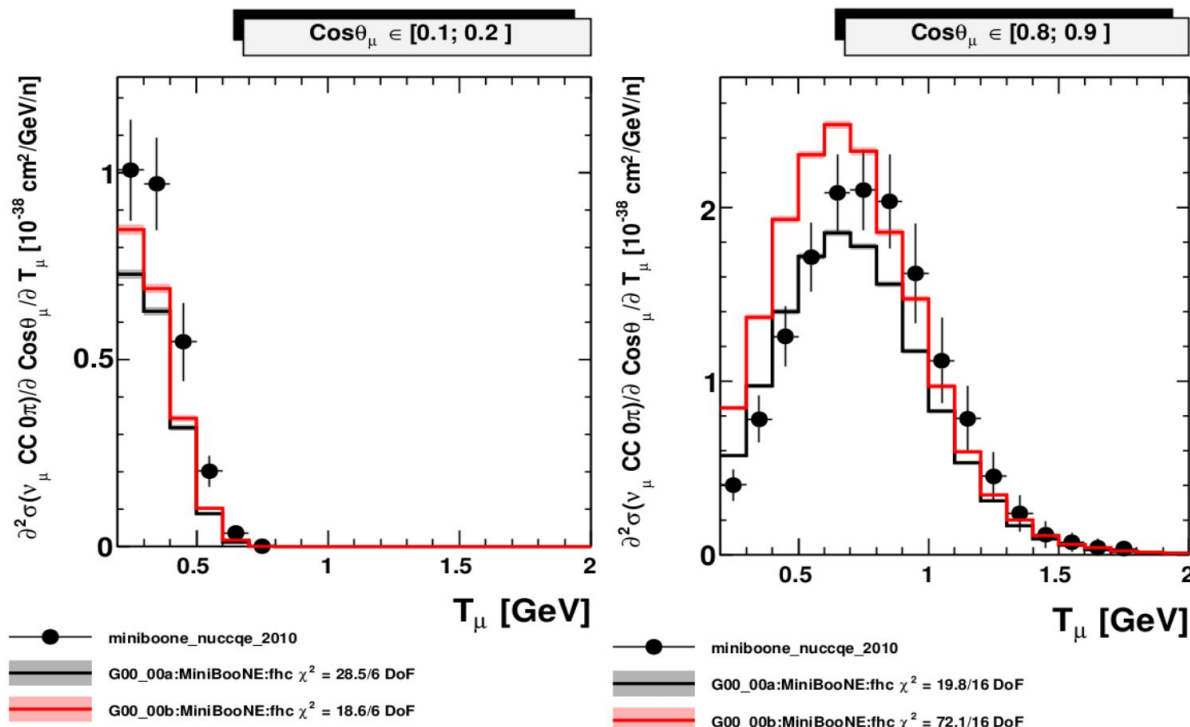 Cosθμ ∈ [0.1; 0.2 ]
∂²σ(νμ CC 0π)/∂ Cosθμ/∂ Tμ [10⁻³⁸ cm²/GeV/n]
1
0.5
0
0.5 1 1.5 2
Tμ [GeV]
miniboone_nuccqe_2010
G00_00a:MiniBooNE:fhc χ² = 28.5/6 DoF
G00_00b:MiniBooNE:fhc χ² = 18.6/6 DoF
Cosθμ ∈ [0.8; 0.9 ]
∂²σ(νμ CC 0π)/∂ Cosθμ/∂ Tμ [10⁻³⁸ cm²/GeV/n]
2
1
0
0.5 1 1.5 2
Tμ [GeV]
miniboone_nuccqe_2010
G00_00a:MiniBooNE:fhc χ² = 19.8/16 DoF
G00_00b:MiniBooNE:fhc χ² = 72.1/16 DoF